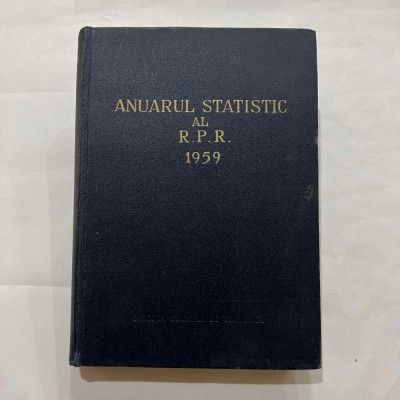 ANUARUL STATISTIC
AL
R.P.R.
1959